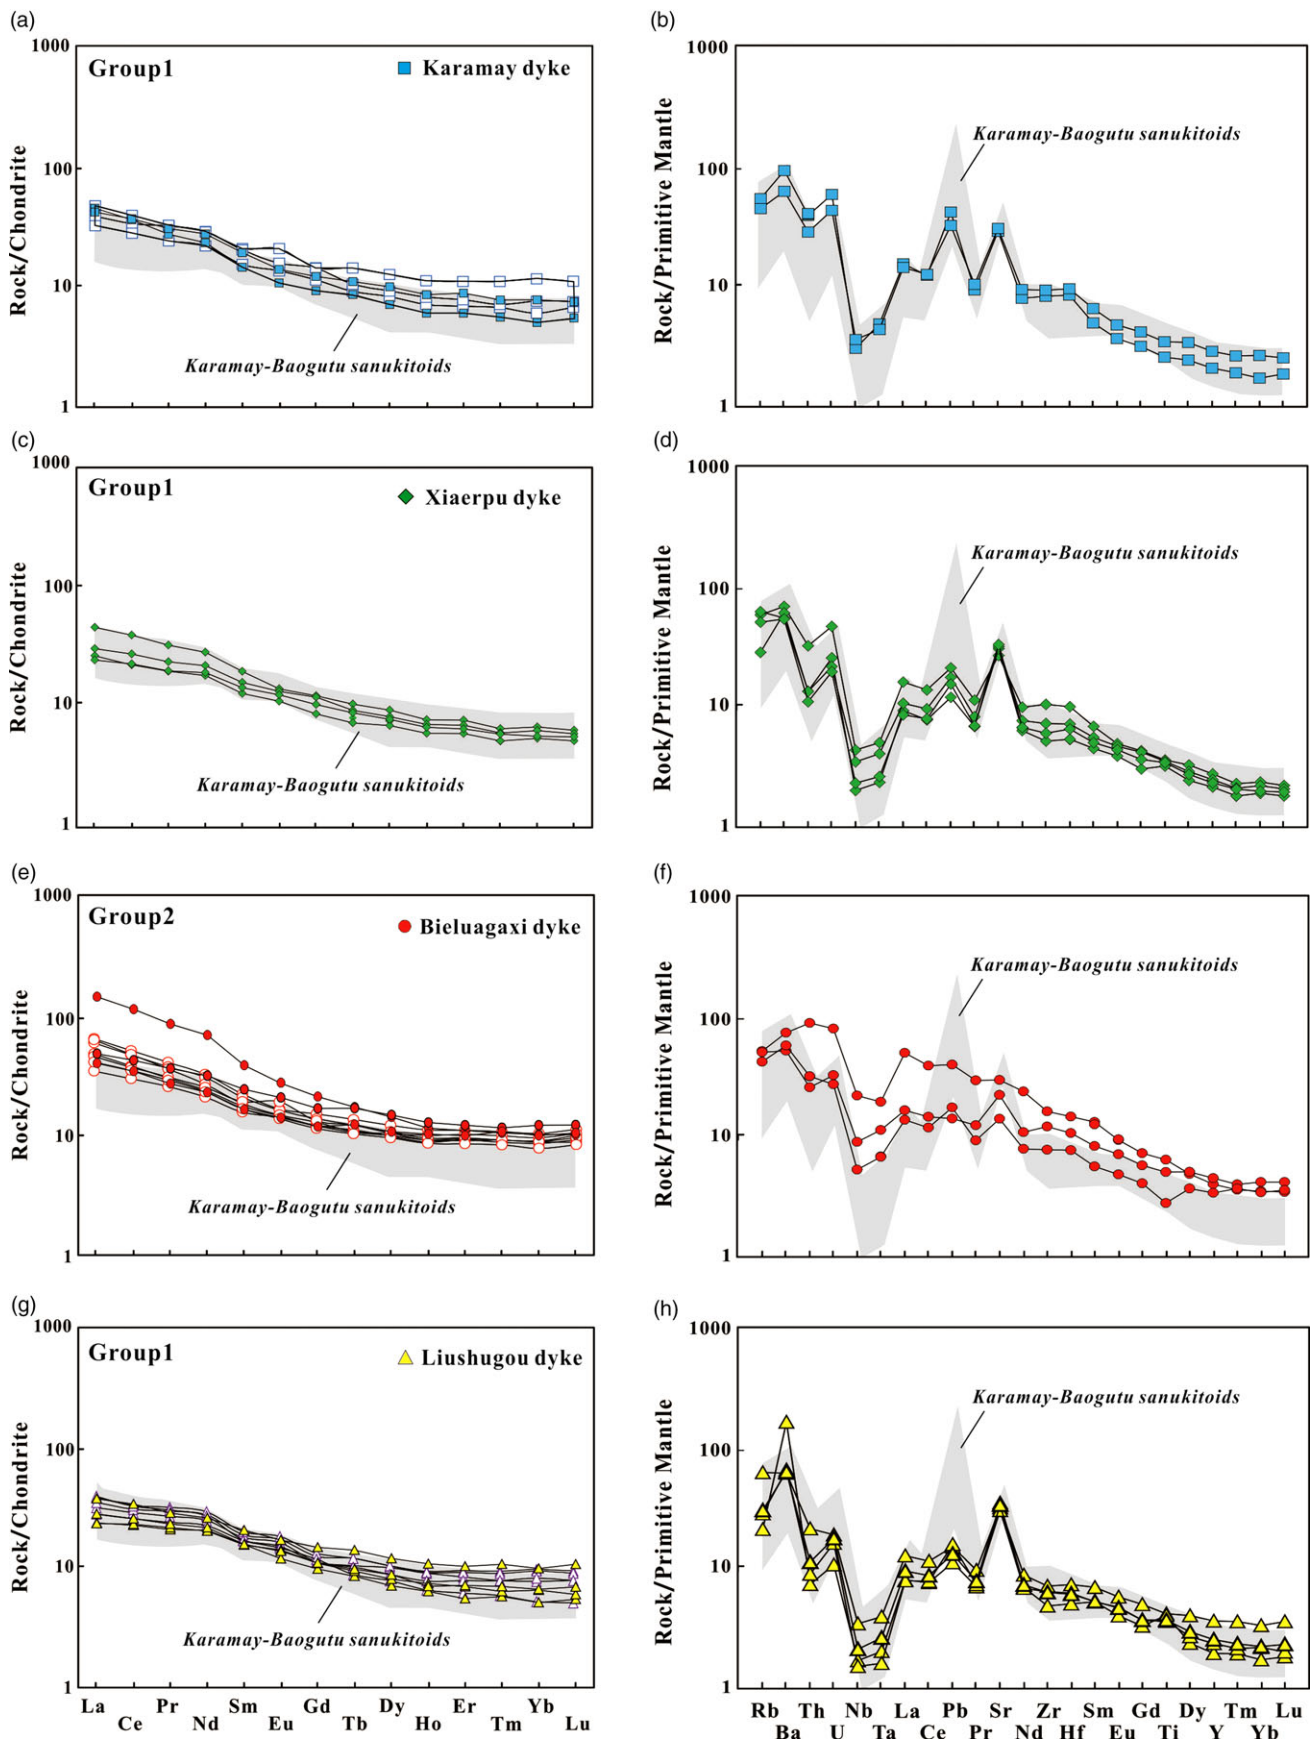 (a)
1000
100
10
1
Rock/Chondrite
Group1
Karamay dyke
Karamay-Baogutu sanukitoids
(b)
1000
100
10
1
Rock/Primitive Mantle
Karamay-Baogutu sanukitoids
(c)
1000
100
10
1
Rock/Chondrite
Group1
Xiaerpu dyke
Karamay-Baogutu sanukitoids
(d)
1000
100
10
1
Rock/Primitive Mantle
Karamay-Baogutu sanukitoids
(e)
1000
100
10
1
Rock/Chondrite
Group2
Bieluagaxi dyke
Karamay-Baogutu sanukitoids
(f)
1000
100
10
1
Rock/Primitive Mantle
Karamay-Baogutu sanukitoids
(g)
1000
100
10
1
Rock/Chondrite
Group1
Liushugou dyke
Karamay-Baogutu sanukitoids
La Pr Sm Gd Dy Er Yb
Ce Nd Eu Tb Ho Tm Lu
(h)
1000
100
10
1
Rock/Primitive Mantle
Karamay-Baogutu sanukitoids
Rb Th Nb La Pb Sr Zr Sm Gd Dy Tm Lu
Ba U Ta Ce Pr Nd Hf Eu Ti Y Yb